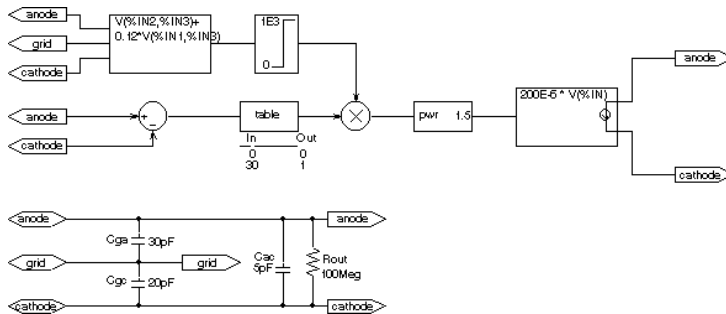 anode
V(%IN2,%IN3)+
grid
0.12*V(%IN1,%IN3)
cathode
1E3
0
anode
cathode
+
−
table
In Out
0 0
30 1
pwr 1.5
200E-6 * V(%IN)
anode
cathode
anode
anode
Cga
30pF
grid
grid
Cgc
20pF
Cac
5pF
Rout
100Meg
cathode
cathode